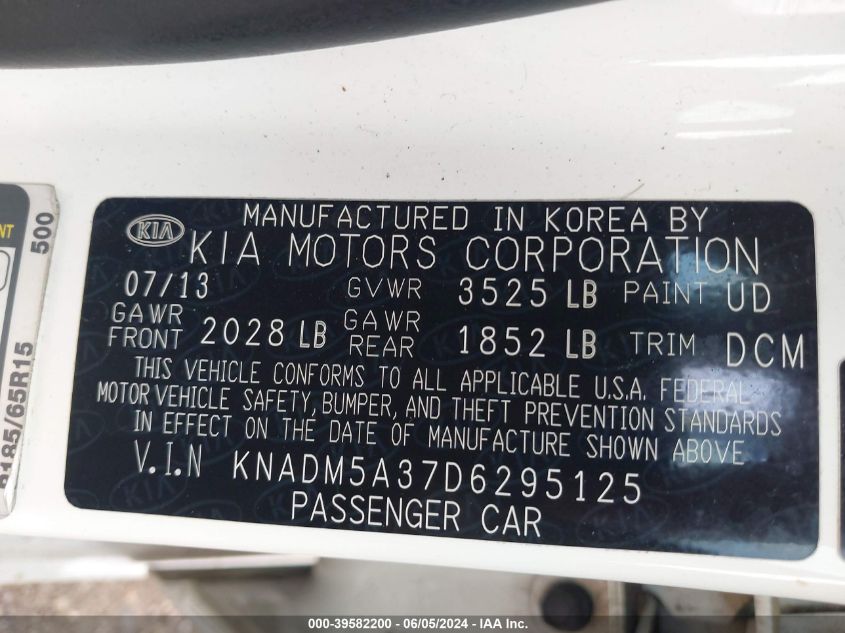 MANUFACTURED IN KOREA BY
KIA KIA MOTORS CORPORATION
07/13 GVWR 3525 LB PAINT UD
GAWR FRONT 2028 LB GAWR REAR 1852 LB TRIM DCM
THIS VEHICLE CONFORMS TO ALL APPLICABLE U.S.A. FEDERAL
MOTOR VEHICLE SAFETY, BUMPER, AND THEFT PREVENTION STANDARDS
IN EFFECT ON THE DATE OF MANUFACTURE SHOWN ABOVE
V.I.N KNADM5A37D6295125
PASSENGER CAR
500
P185/65R15
000-39582200 - 06/05/2024 - IAA Inc.